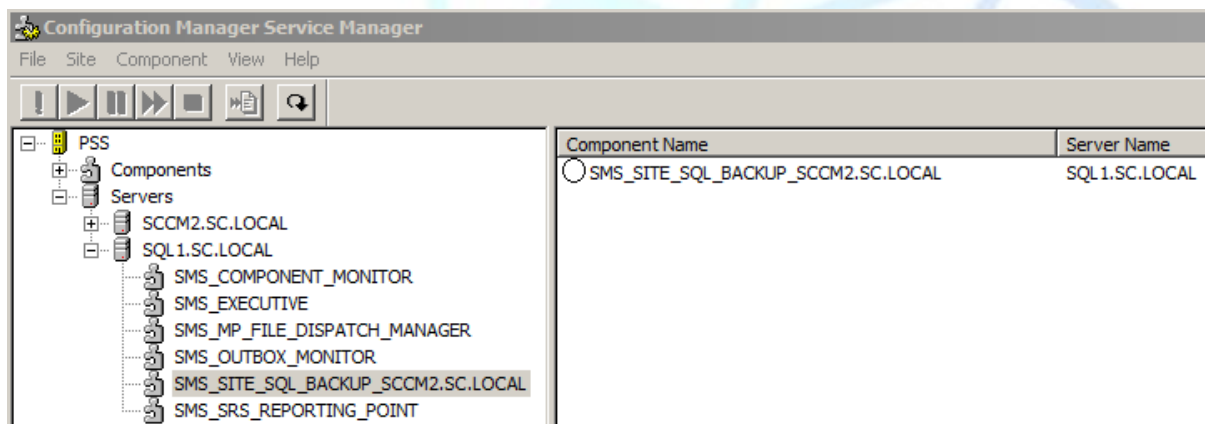 Configuration Manager Service Manager
File Site Component View Help
PSS
Components
Servers
SCCM2.SC.LOCAL
SQL1.SC.LOCAL
SMS_COMPONENT_MONITOR
SMS_EXECUTIVE
SMS_MP_FILE_DISPATCH_MANAGER
SMS_OUTBOX_MONITOR
SMS_SITE_SQL_BACKUP_SCCM2.SC.LOCAL
SMS_SRS_REPORTING_POINT
Component Name Server Name
SMS_SITE_SQL_BACKUP_SCCM2.SC.LOCAL SQL1.SC.LOCAL